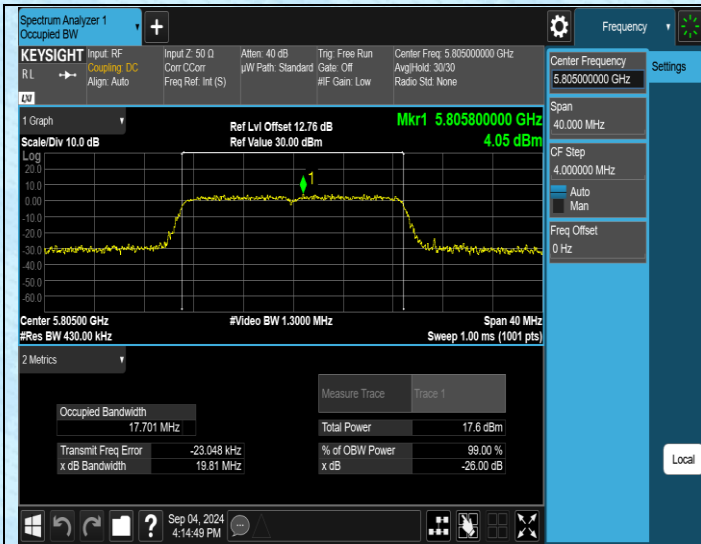 Spectrum Analyzer 1
Occupied BW
Frequency
KEYSIGHT
RL
LXI
Input: RF
Coupling: DC
Align: Auto
Input Z: 50 Ω
Corr CCorr
Freq Ref: Int (S)
Atten: 40 dB
µW Path: Standard
Trig: Free Run
Gate: Off
#IF Gain: Low
Center Freq: 5.805000000 GHz
Avg|Hold: 30/30
Radio Std: None
Center Frequency
5.805000000 GHz
Settings
Span
40.000 MHz
CF Step
4.000000 MHz
Auto
Man
Freq Offset
0 Hz
Local
1 Graph
Scale/Div 10.0 dB
Ref Lvl Offset 12.76 dB
Ref Value 30.00 dBm
Mkr1 5.805800000 GHz
4.05 dBm
Log
20.0
10.0
0.00
-10.0
-20.0
-30.0
-40.0
-50.0
-60.0
1
Center 5.80500 GHz
#Video BW 1.3000 MHz
Span 40 MHz
#Res BW 430.00 kHz
Sweep 1.00 ms (1001 pts)
2 Metrics
Measure Trace Trace 1
Occupied Bandwidth
17.701 MHz
Total Power 17.6 dBm
Transmit Freq Error -23.048 kHz
% of OBW Power 99.00 %
x dB Bandwidth 19.81 MHz
x dB -26.00 dB
Sep 04, 2024
4:14:49 PM